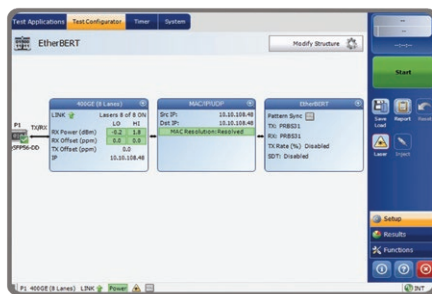 Test Applications Test Configurator Timer System
EtherBERT
Modify Structure
Start
Save Load
Report
Reset
Laser
Inject
P1
TX/RX
400GE (8 Lanes)
LINK Lasers 8 of 8 ON
LO HI
RX Power (dBm) -0.2 1.8
RX Offset (ppm) 0.0 0.0
TX Offset (ppm) 0.0
IP 10.10.108.48
MAC/IP/UDP
Src IP: 10.10.108.48
Dst IP: 10.10.108.48
MAC Resolution:Resolved
EtherBERT
Pattern Sync
TX: PRBS31
RX: PRBS31
TX Rate (%) Disabled
SDT: Disabled
Setup
Results
Functions
P1 400GE (8 Lanes) LINK Power
INT